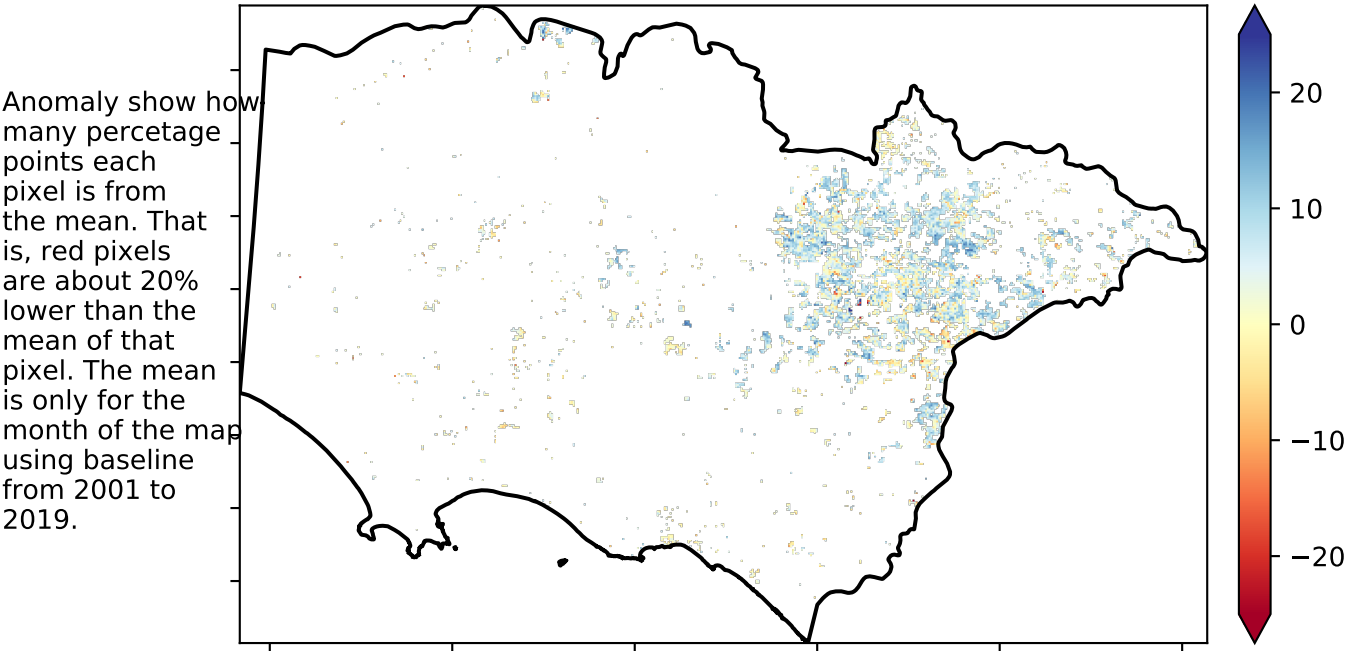 Anomaly show how
many percetage
points each
pixel is from
the mean. That
is, red pixels
are about 20%
lower than the
mean of that
pixel. The mean
is only for the
month of the map
using baseline
from 2001 to
2019.
20
10
0
−10
−20